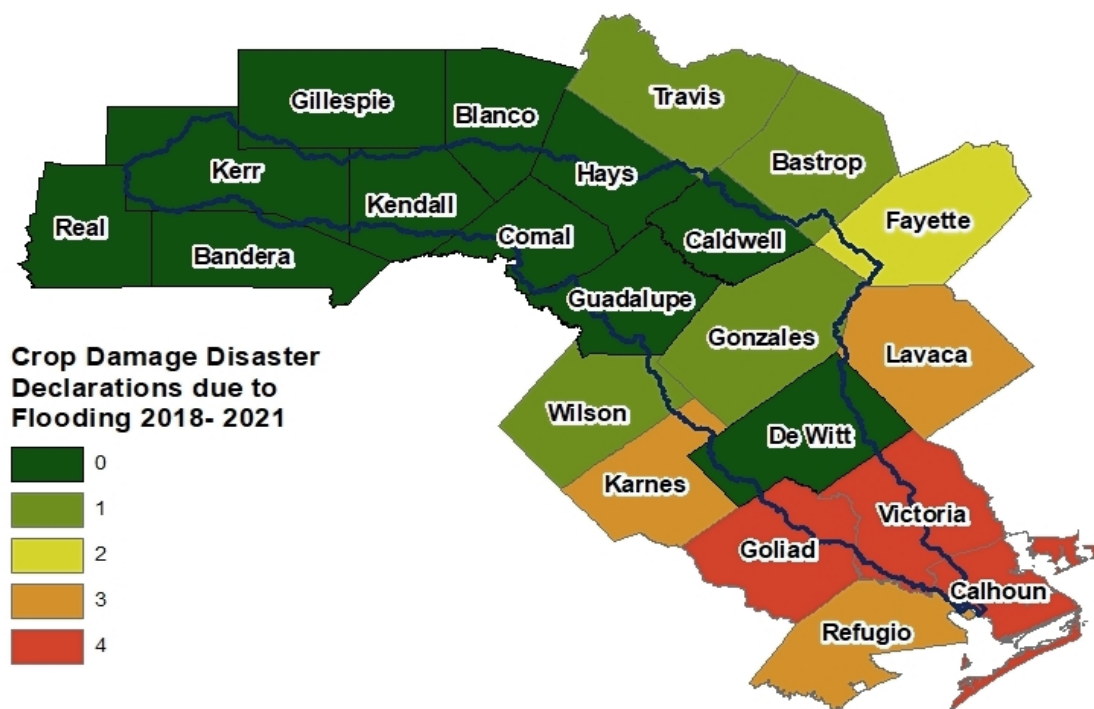 Gillespie
Blanco
Travis
Bastrop
Kerr
Hays
Fayette
Real
Kendall
Comal
Caldwell
Bandera
Guadalupe
Gonzales
Lavaca
Wilson
De Witt
Karnes
Victoria
Goliad
Calhoun
Refugio
Crop Damage Disaster
Declarations due to
Flooding 2018- 2021
0
1
2
3
4